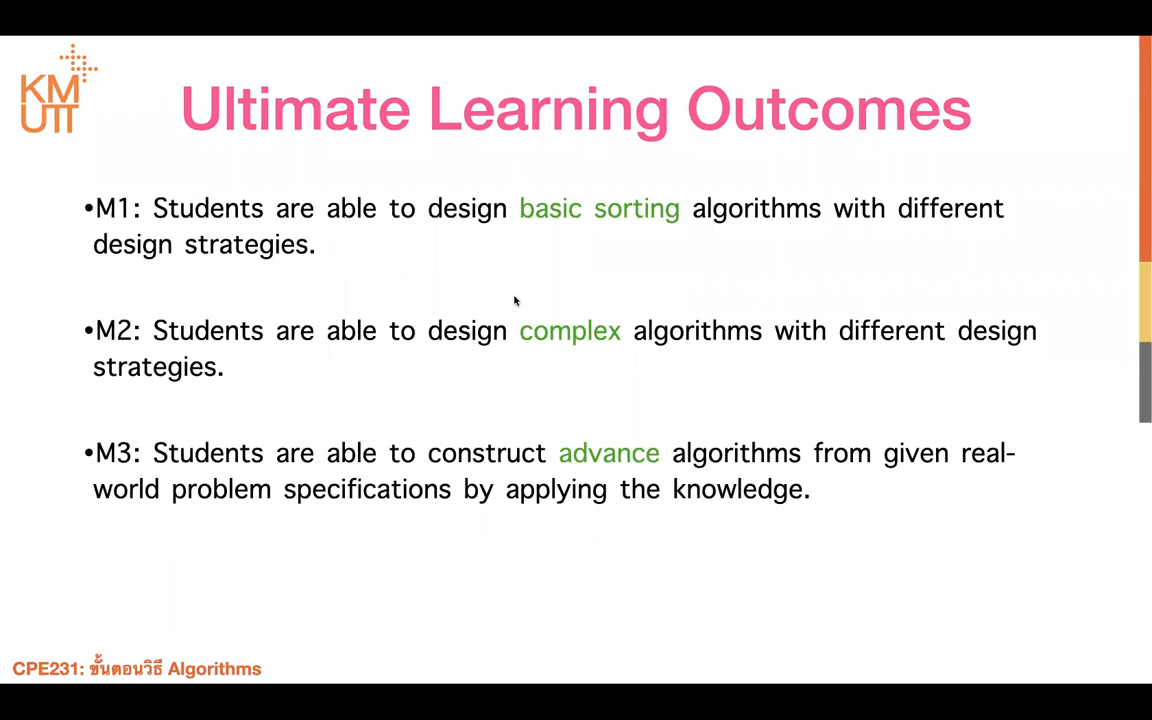 KM
UTT
Ultimate Learning Outcomes
•M1: Students are able to design basic sorting algorithms with different
design strategies.
•M2: Students are able to design complex algorithms with different design
strategies.
•M3: Students are able to construct advance algorithms from given real-
world problem specifications by applying the knowledge.
CPE231: ขั้นตอนวิธี Algorithms